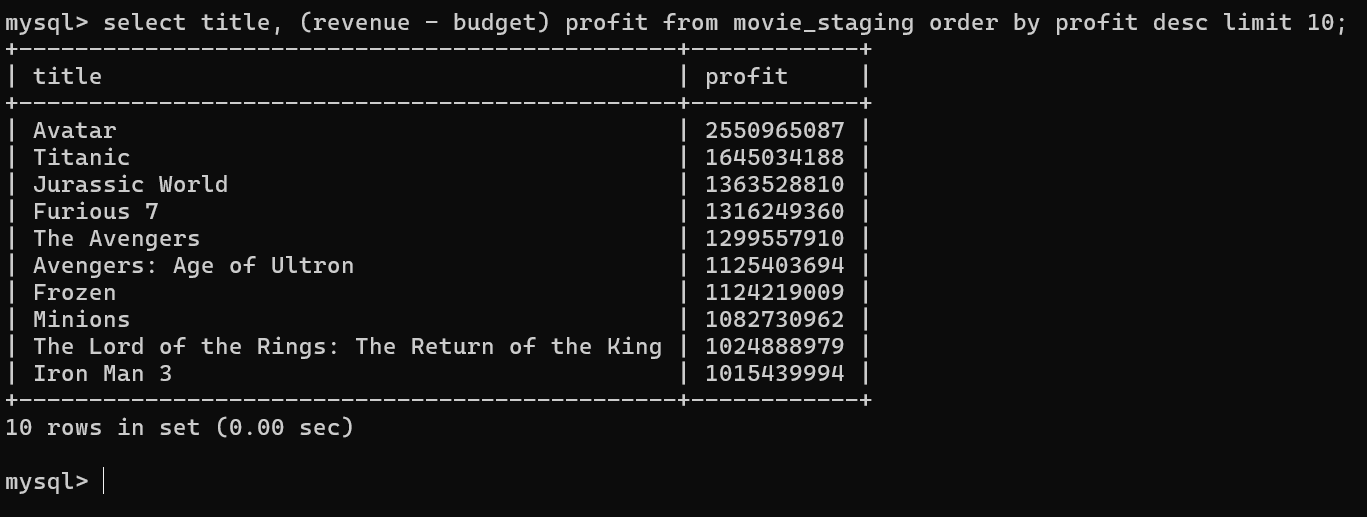 mysql> select title, (revenue - budget) profit from movie_staging order by profit desc limit 10;
+-----------------------------------------------+------------+
| title                                         | profit     |
+-----------------------------------------------+------------+
| Avatar                                        | 2550965087 |
| Titanic                                       | 1645034188 |
| Jurassic World                                | 1363528810 |
| Furious 7                                     | 1316249360 |
| The Avengers                                  | 1299557910 |
| Avengers: Age of Ultron                       | 1125403694 |
| Frozen                                        | 1124219009 |
| Minions                                       | 1082730962 |
| The Lord of the Rings: The Return of the King | 1024888979 |
| Iron Man 3                                    | 1015439994 |
+-----------------------------------------------+------------+
10 rows in set (0.00 sec)
mysql>